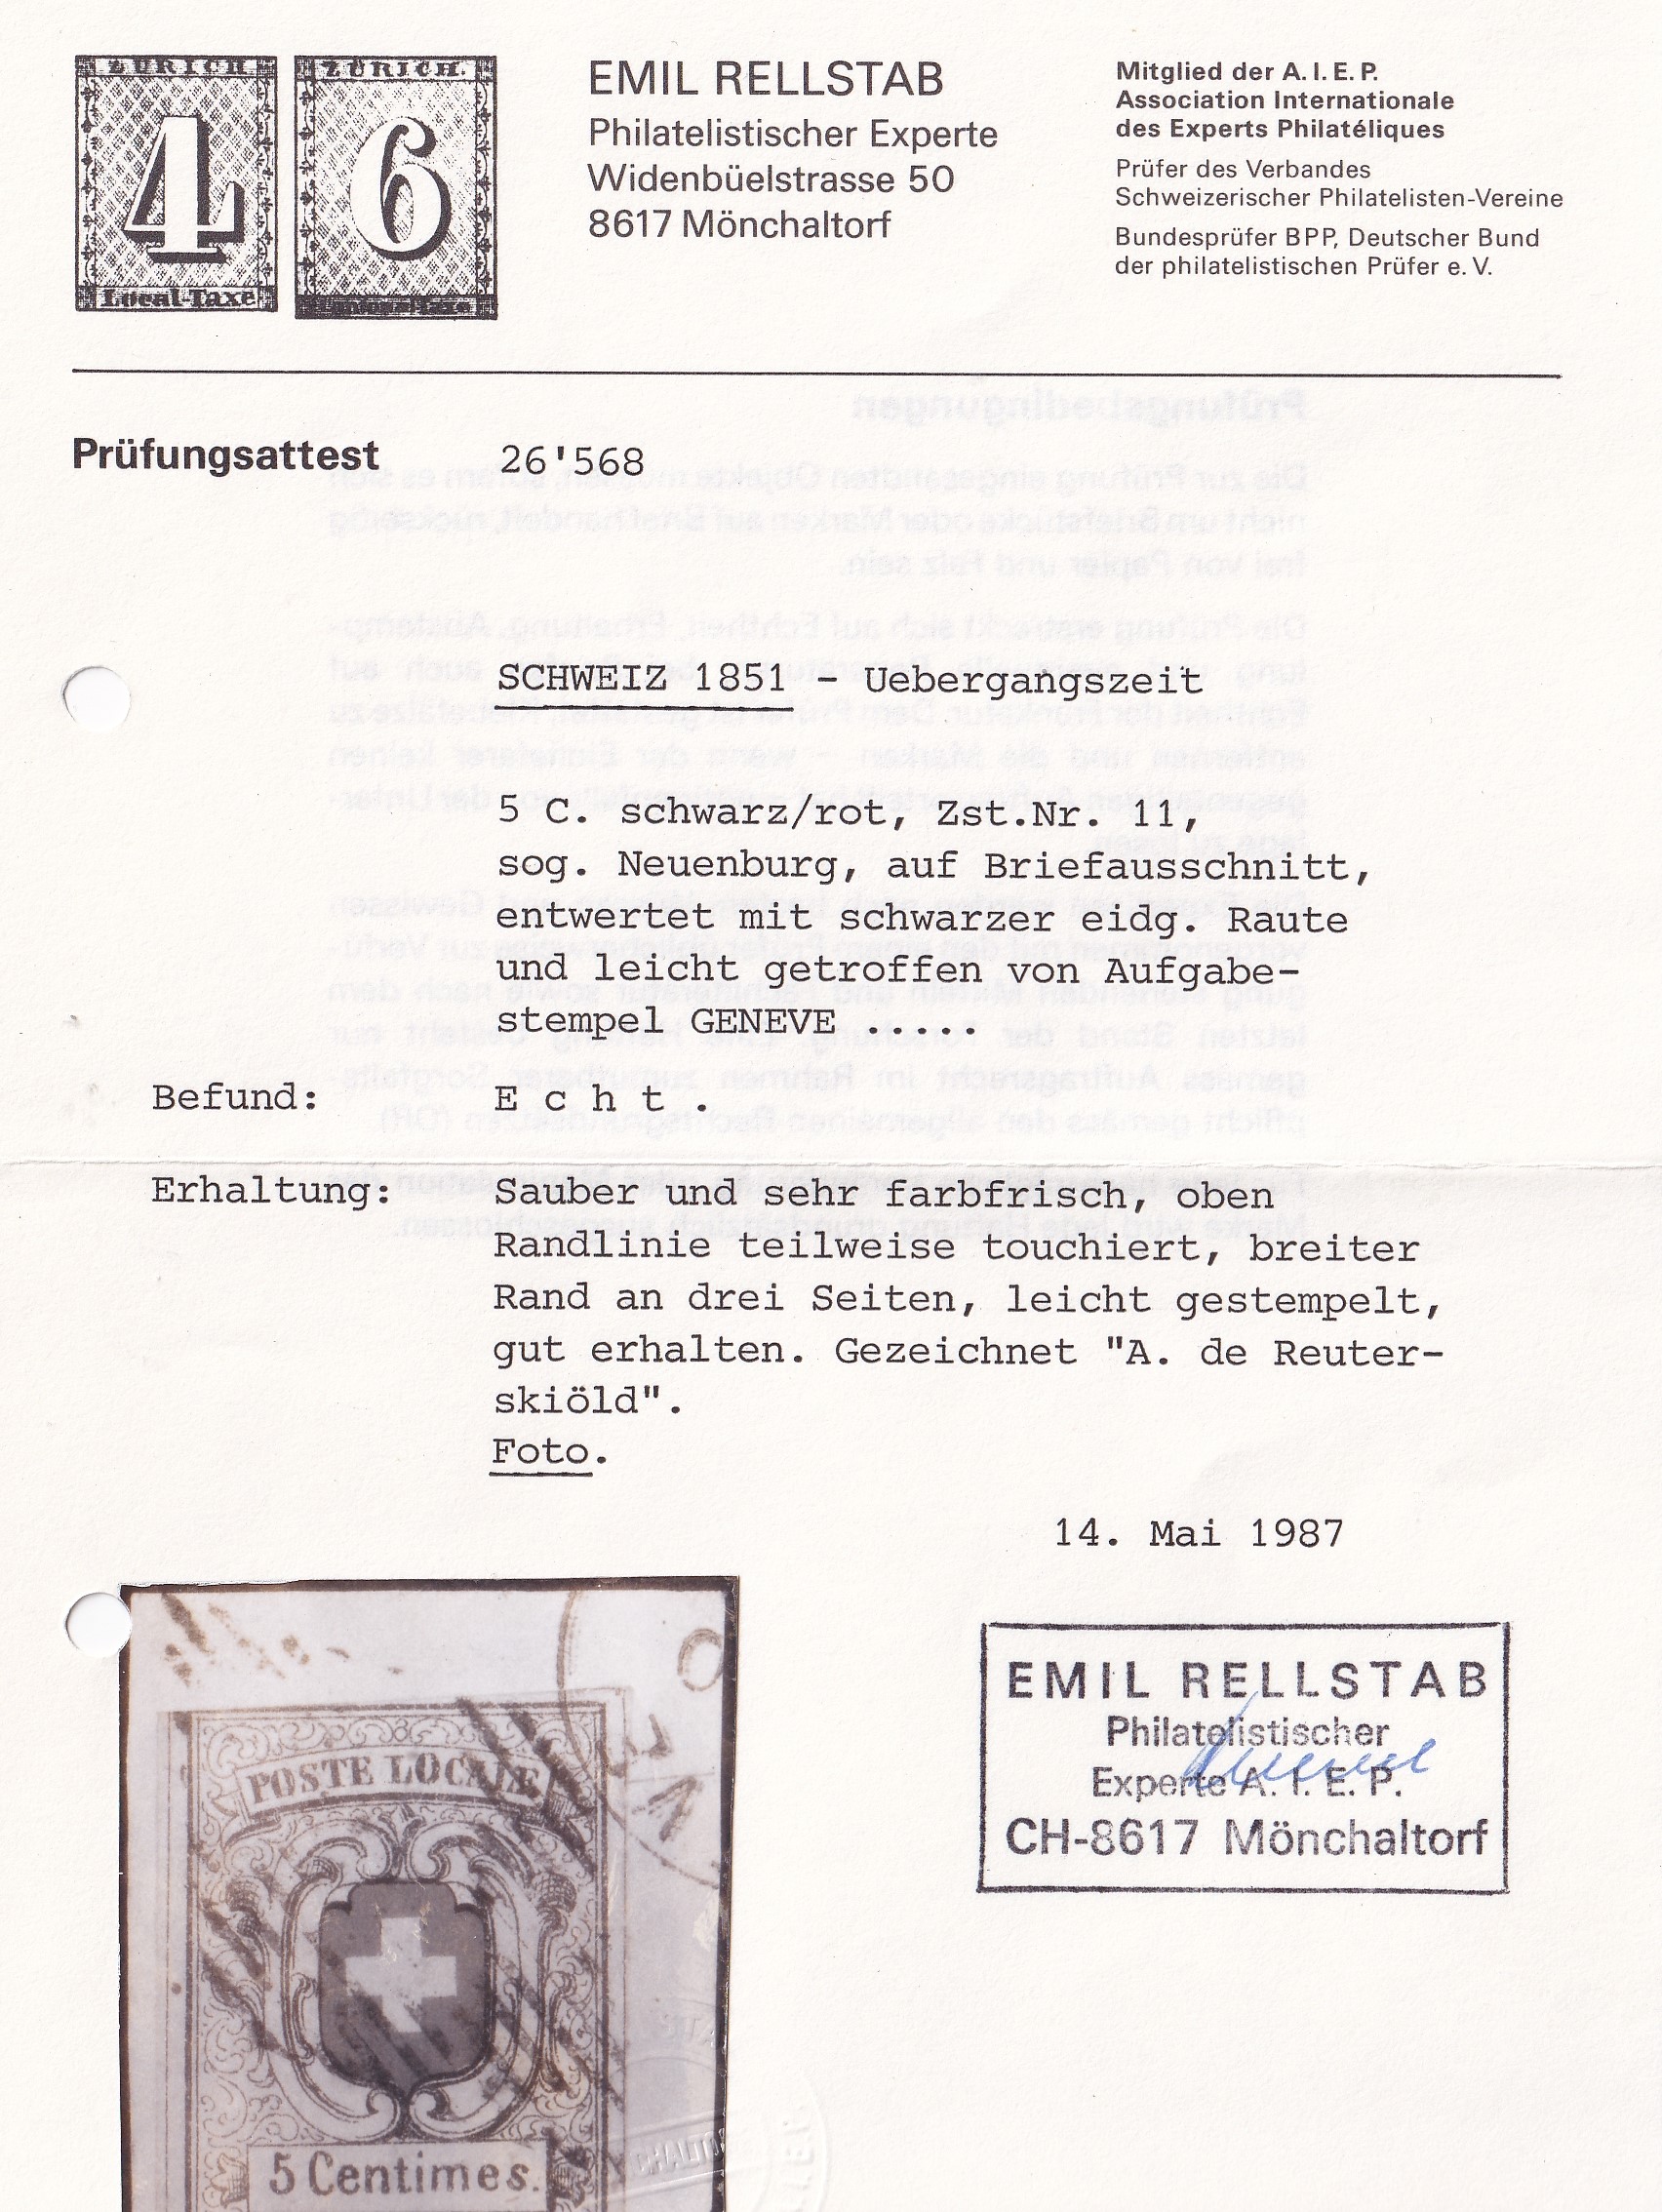 ZÜRICH.
ZÜRICH.
4
6
Local-Taxe
EMIL RELLSTAB
Philatelistischer Experte
Widenbüelstrasse 50
8617 Mönchaltorf
Mitglied der A.I.E.P.
Association Internationale
des Experts Philatéliques
Prüfer des Verbandes
Schweizerischer Philatelisten-Vereine
Bundesprüfer BPP, Deutscher Bund
der philatelistischen Prüfer e.V.
Prüfungsattest 26'568
SCHWEIZ 1851 - Uebergangszeit
5 C. schwarz/rot, Zst.Nr. 11,
sog. Neuenburg, auf Briefausschnitt,
entwertet mit schwarzer eidg. Raute
und leicht getroffen von Aufgabe-
stempel GENEVE .....
Befund: E c h t .
Erhaltung: Sauber und sehr farbfrisch, oben
Randlinie teilweise touchiert, breiter
Rand an drei Seiten, leicht gestempelt,
gut erhalten. Gezeichnet "A. de Reuter-
skiöld".
Foto.
14. Mai 1987
EMIL RELLSTAB
Philatelistischer
Experte A. I. E. P.
CH-8617 Mönchaltorf
POSTE LOCALE
5 Centimes.